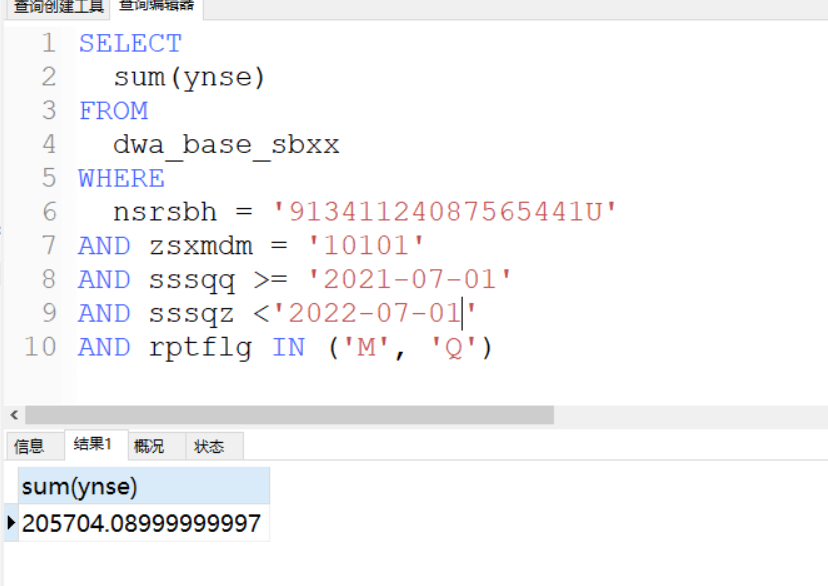 查询创建工具 查询编辑器
1 SELECT
2 sum(ynse)
3 FROM
4 dwa_base_sbxx
5 WHERE
6 nsrsbh = '91341124087565441U'
7 AND zsxmdm = '10101'
8 AND sssqq >= '2021-07-01'
9 AND sssqz <'2022-07-01'
10 AND rptflg IN ('M', 'Q')
信息 结果1 概况 状态
sum(ynse)
205704.08999999997